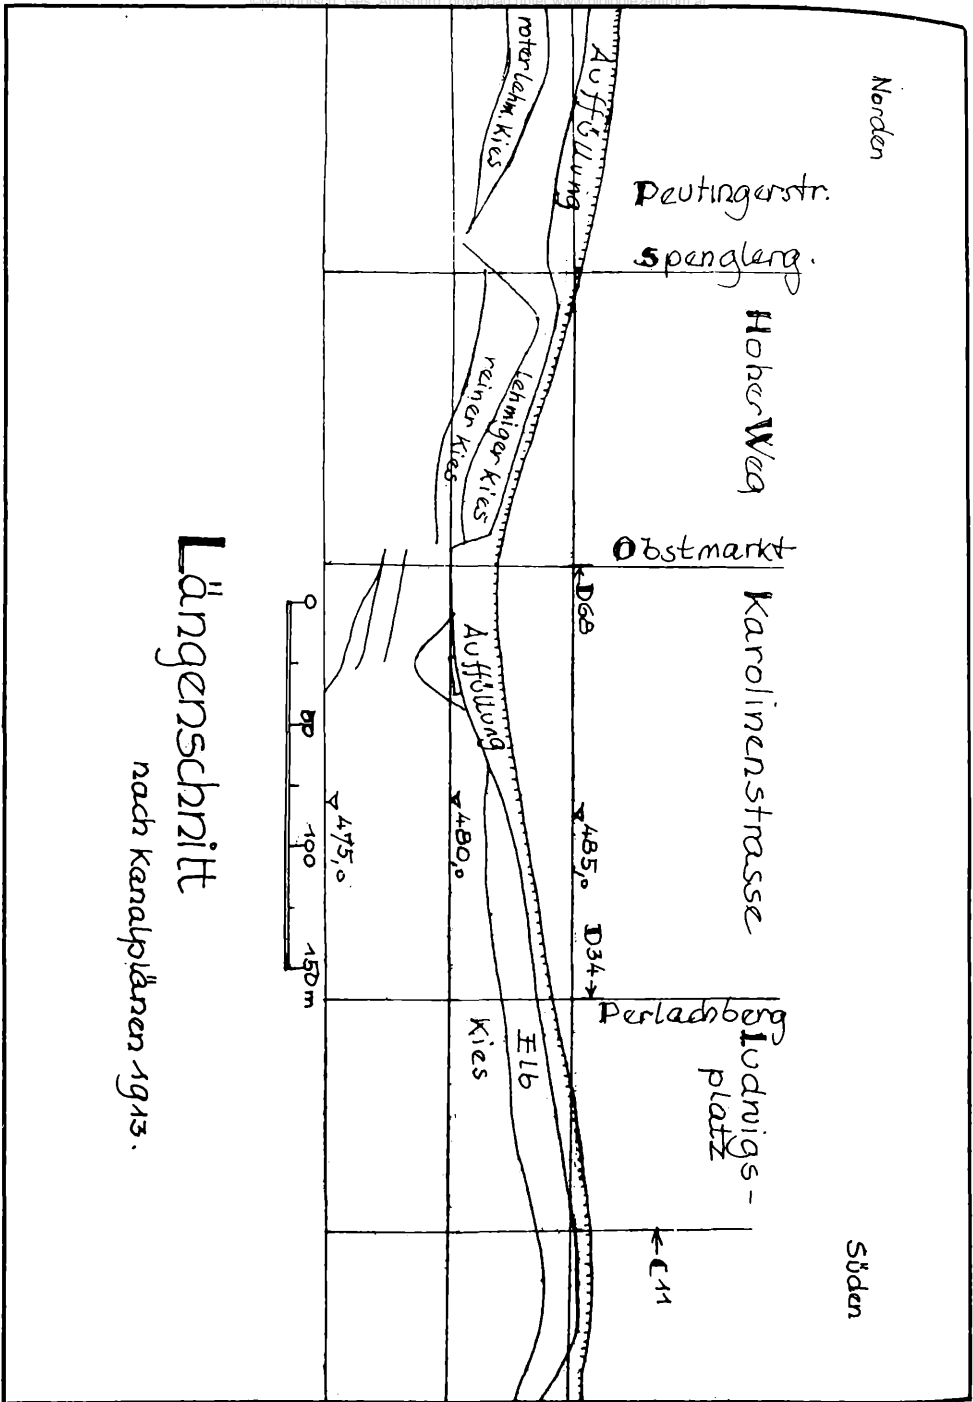 Norden
Süden
Peutingerstr.
Spenglerg.
Hoher Weg
Obstmarkt
Karolinenstrasse
Perlachberg
Ludwigs-
platz
D68
D34
C11
Auffüllung
roter lehm. Kies
lehmiger Kies
reiner Kies
Auffüllung
Elb
Kies
485,0
480,0
475,0
0
50
100
150m
Längenschnitt
nach Kanalplänen 1913.